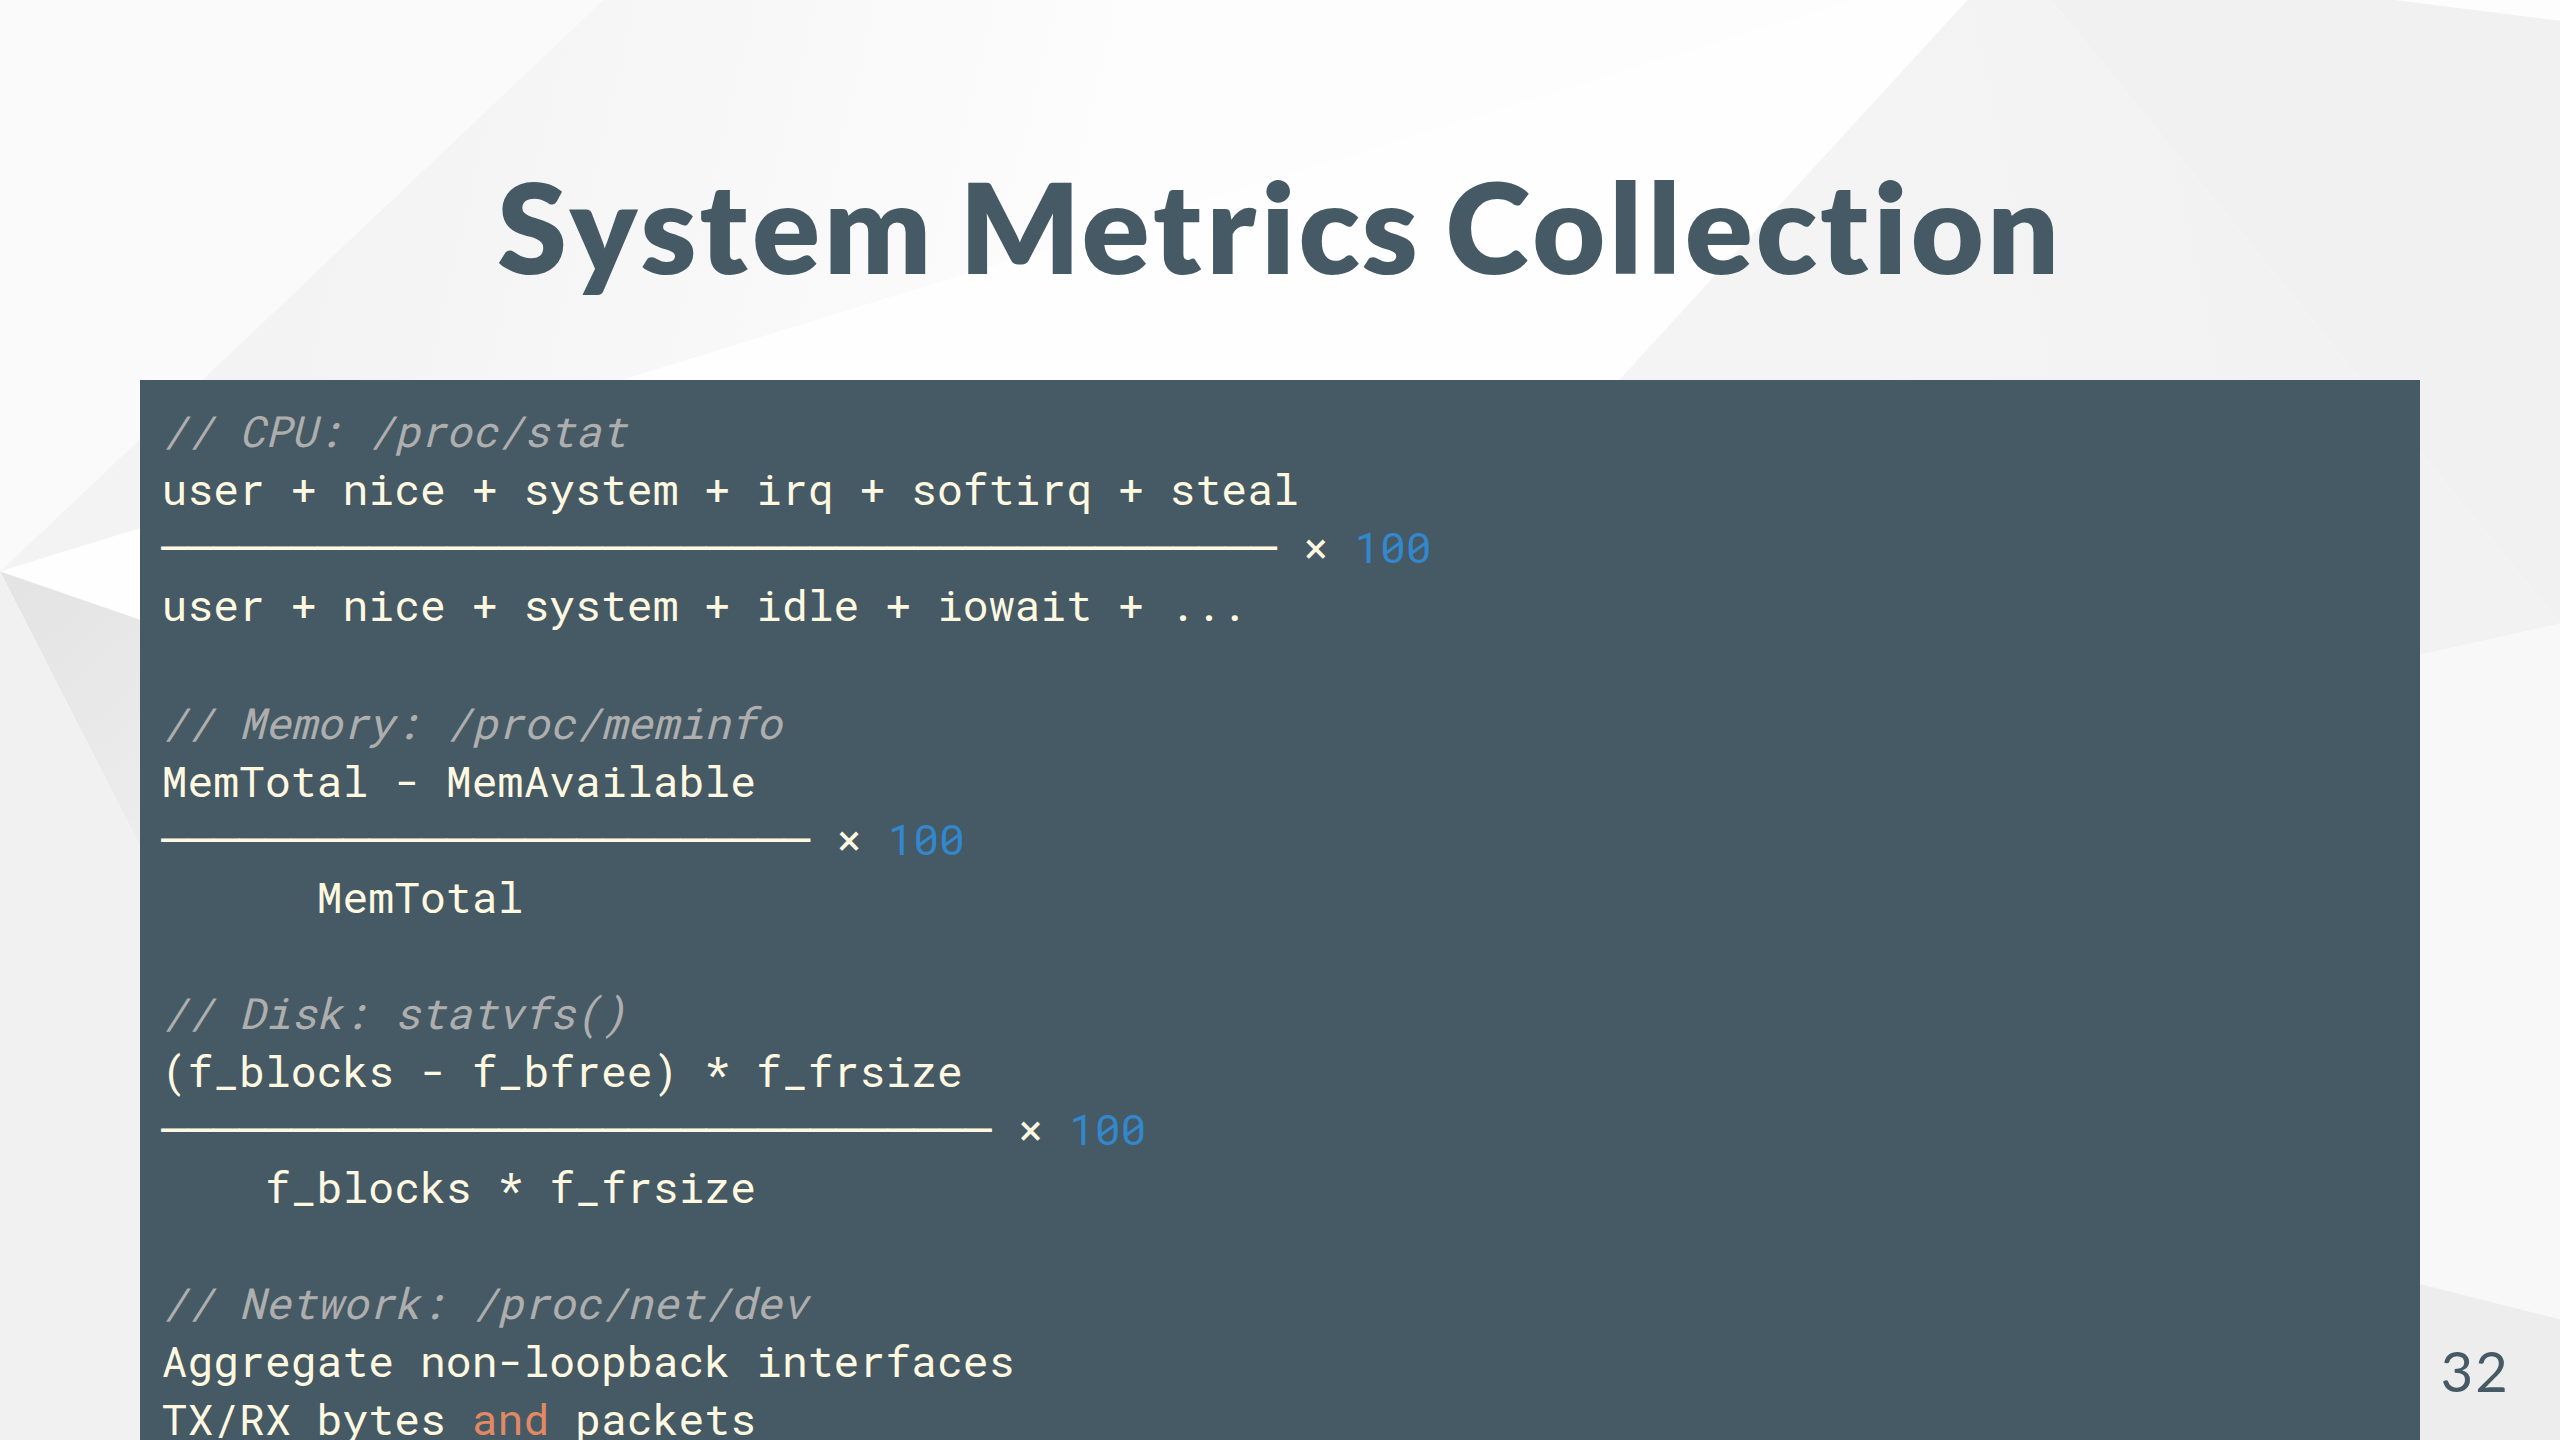 System Metrics Collection
// CPU: /proc/stat
user + nice + system + irq + softirq + steal
──────────────────────────────────────────── × 100
user + nice + system + idle + iowait + ...
// Memory: /proc/meminfo
MemTotal - MemAvailable
───────────────────────── × 100
MemTotal
// Disk: statvfs()
(f_blocks - f_bfree) * f_frsize
──────────────────────────────── × 100
f_blocks * f_frsize
// Network: /proc/net/dev
Aggregate non-loopback interfaces
TX/RX bytes and packets
32